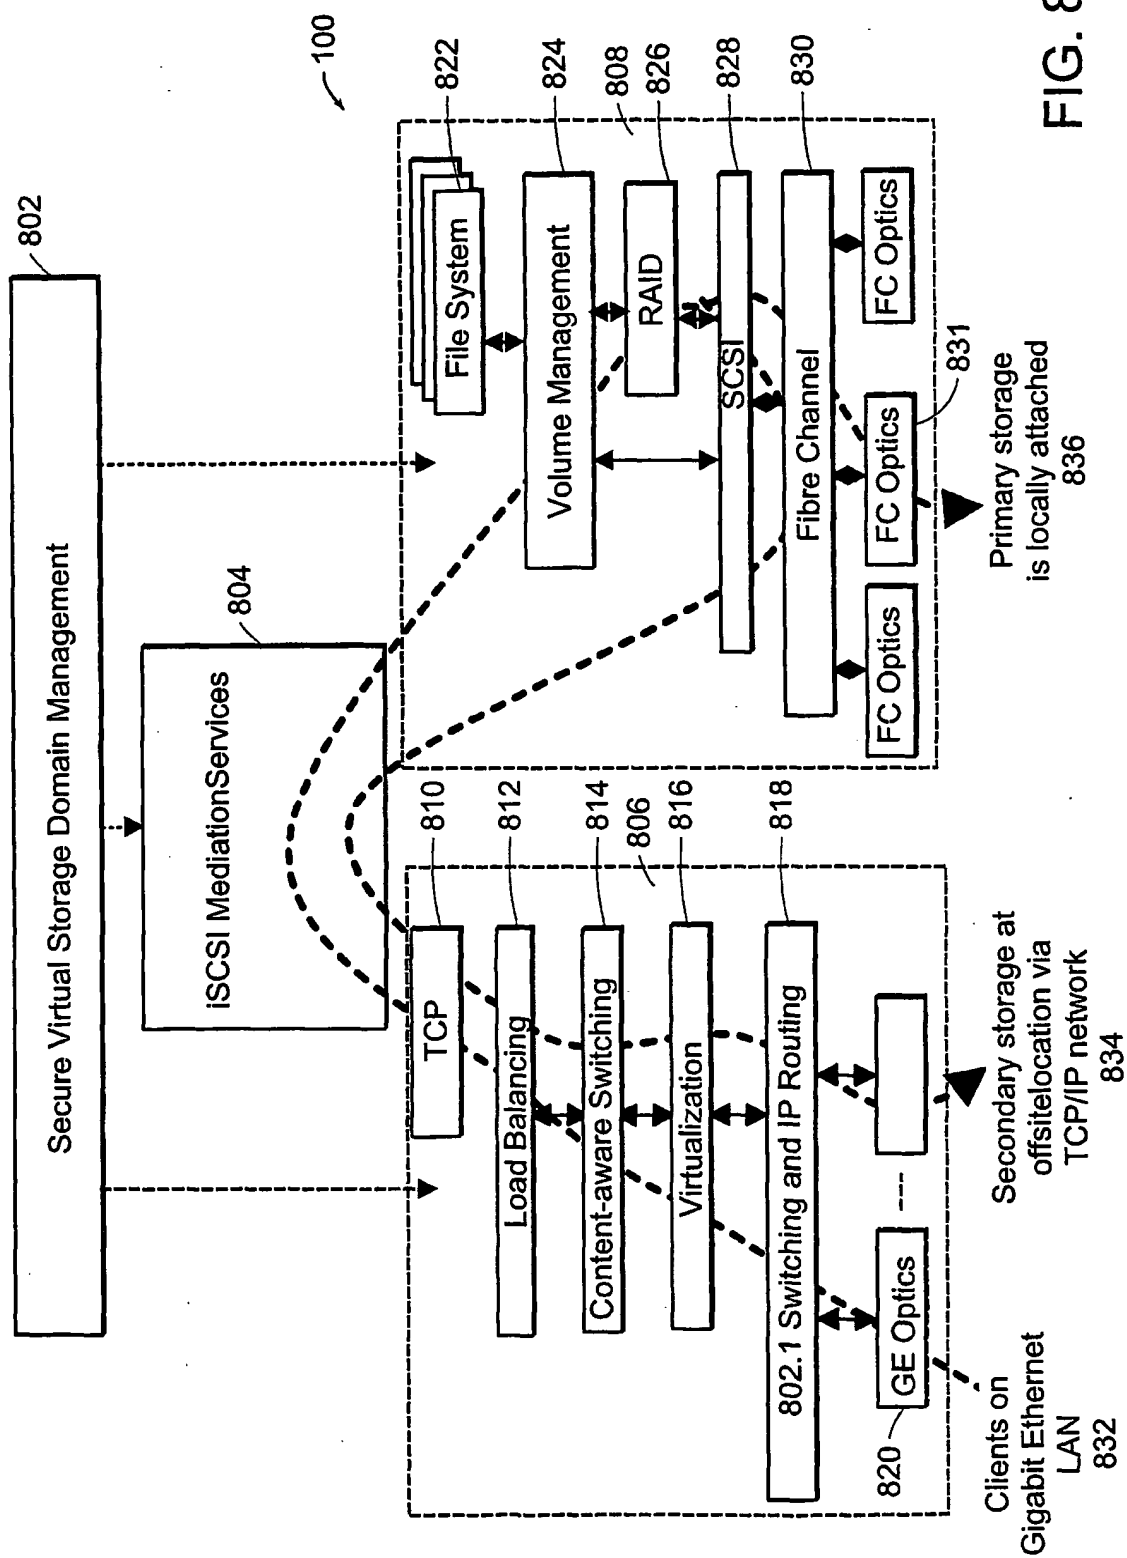 100
802
Secure Virtual Storage Domain Management
804
iSCSI MediationServices
810
TCP
812
Load Balancing
814
Content-aware Switching
806
816
Virtualization
818
802.1 Switching and IP Routing
GE Optics
820
Clients on
Gigabit Ethernet
LAN
832
Secondary storage at
offsitelocation via
TCP/IP network
834
822
File System
824
Volume Management
808
826
RAID
828
SCSI
830
Fibre Channel
FC Optics
FC Optics
FC Optics
831
Primary storage
is locally attached
836
FIG. 8